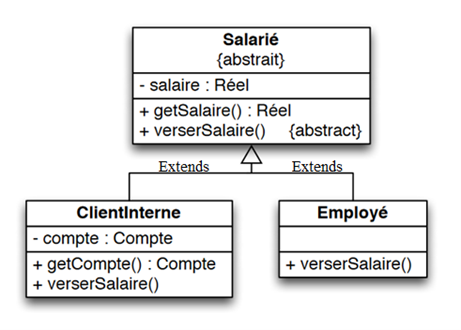 Salarié
{abstrait}
- salaire : Réel
+ getSalaire() : Réel
+ verserSalaire() {abstract}
Extends Extends
ClientInterne
- compte : Compte
+ getCompte() : Compte
+ verserSalaire()
Employé
+ verserSalaire()